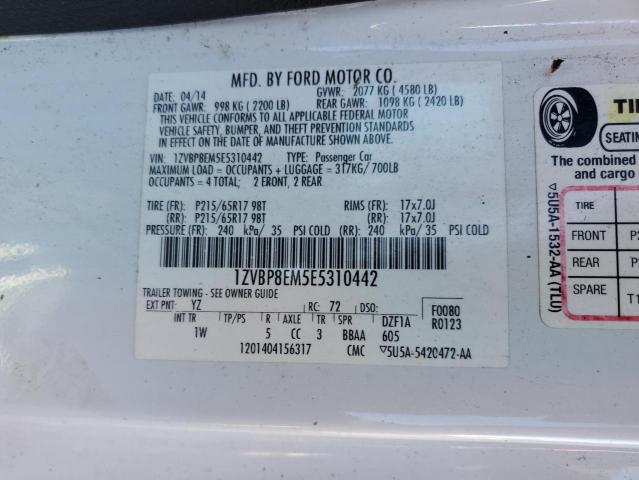 MFD. BY FORD MOTOR CO.
DATE: 04/14 GVWR: 2077 KG ( 4580 LB)
FRONT GAWR: 998 KG ( 2200 LB) REAR GAWR: 1098 KG ( 2420 LB)
THIS VEHICLE CONFORMS TO ALL APPLICABLE FEDERAL MOTOR
VEHICLE SAFETY, BUMPER, AND THEFT PREVENTION STANDARDS
IN EFFECT ON THE DATE OF MANUFACTURE SHOWN ABOVE.
VIN: 1ZVBP8EM5E5310442 TYPE: Passenger Car
MAXIMUM LOAD = OCCUPANTS + LUGGAGE = 317KG/ 700LB
OCCUPANTS = 4 TOTAL; 2 FRONT, 2 REAR
TIRE (FR): P215/65R17 98T RIMS (FR): 17x7.0J
(RR): P215/65R17 98T (RR): 17x7.0J
PRESSURE (FR): 240 kPa/ 35 PSI COLD (RR): 240 kPa/ 35 PSI COLD
1ZVBP8EM5E5310442
TRAILER TOWING - SEE OWNER GUIDE
EXT PNT: YZ RC: 72 DSO: F0080
INT TR TP/PS R AXLE TR SPR DZF1A R0123
1W 5 CC 3 BBAA 605
1201404156317 CMC ▽5U5A-5420472-AA
SEATING
The combined
and cargo
TIRE
FRONT
REAR
SPARE
▽5U5A-1532-AA (TLU)